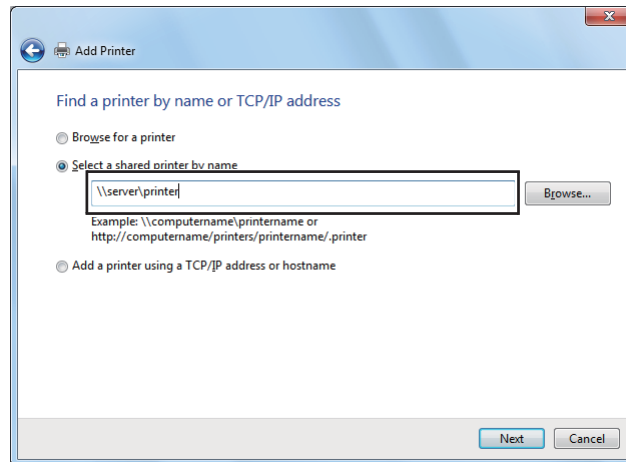 Add Printer
Find a printer by name or TCP/IP address
Browse for a printer
Select a shared printer by name
\\server\printer
Browse...
Example: \\computername\printername or
http://computername/printers/printername/.printer
Add a printer using a TCP/IP address or hostname
Next
Cancel